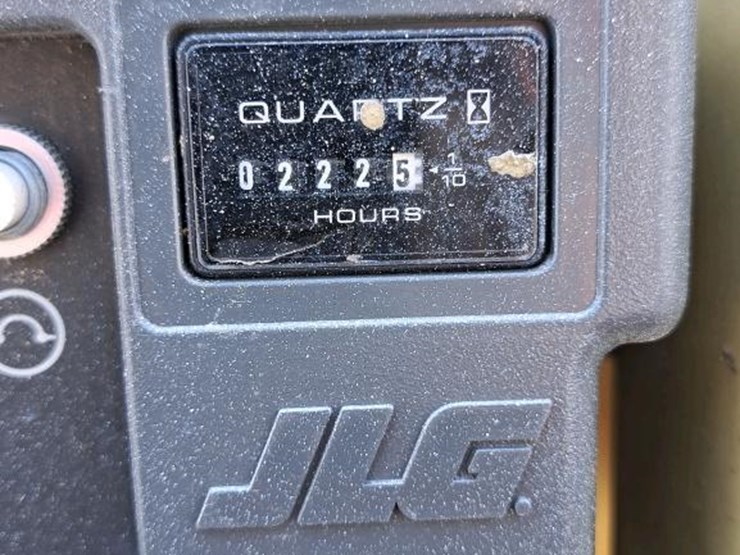 QUARTZ
02225 1/10
HOURS
JLG.